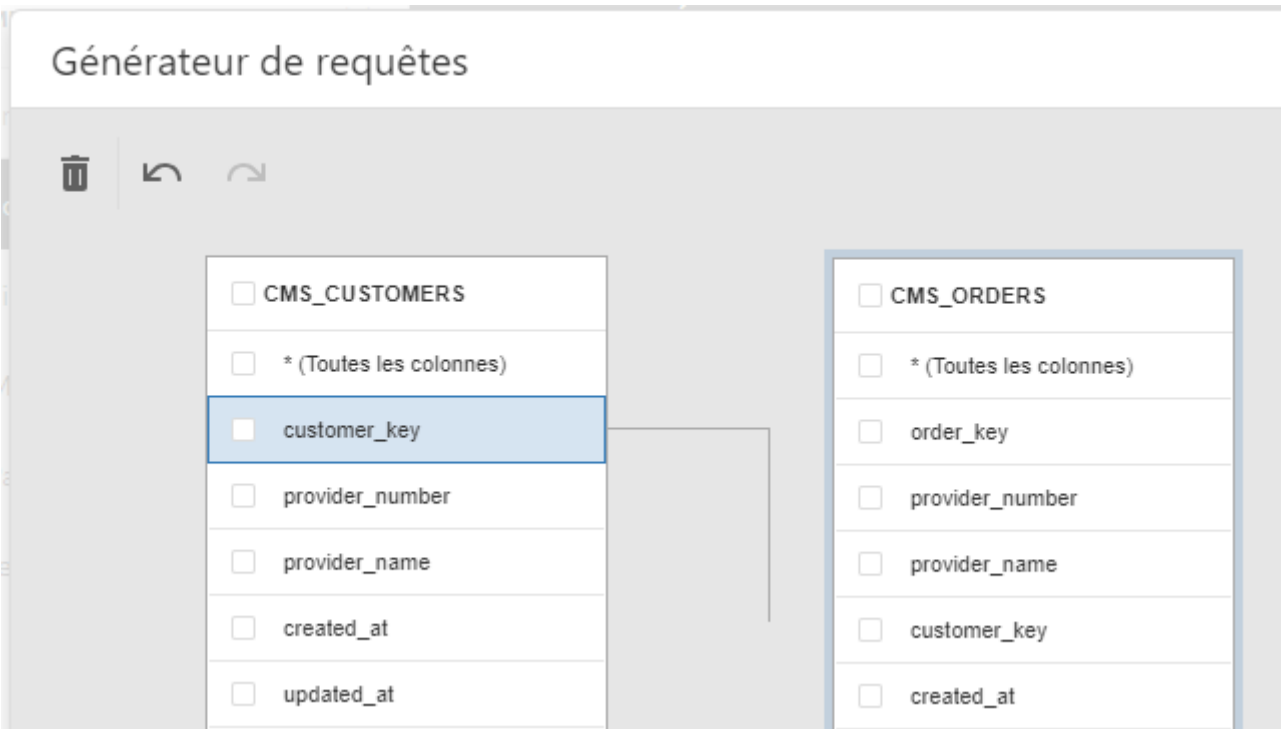 Générateur de requêtes
CMS_CUSTOMERS
* (Toutes les colonnes)
customer_key
provider_number
provider_name
created_at
updated_at
CMS_ORDERS
* (Toutes les colonnes)
order_key
provider_number
provider_name
customer_key
created_at